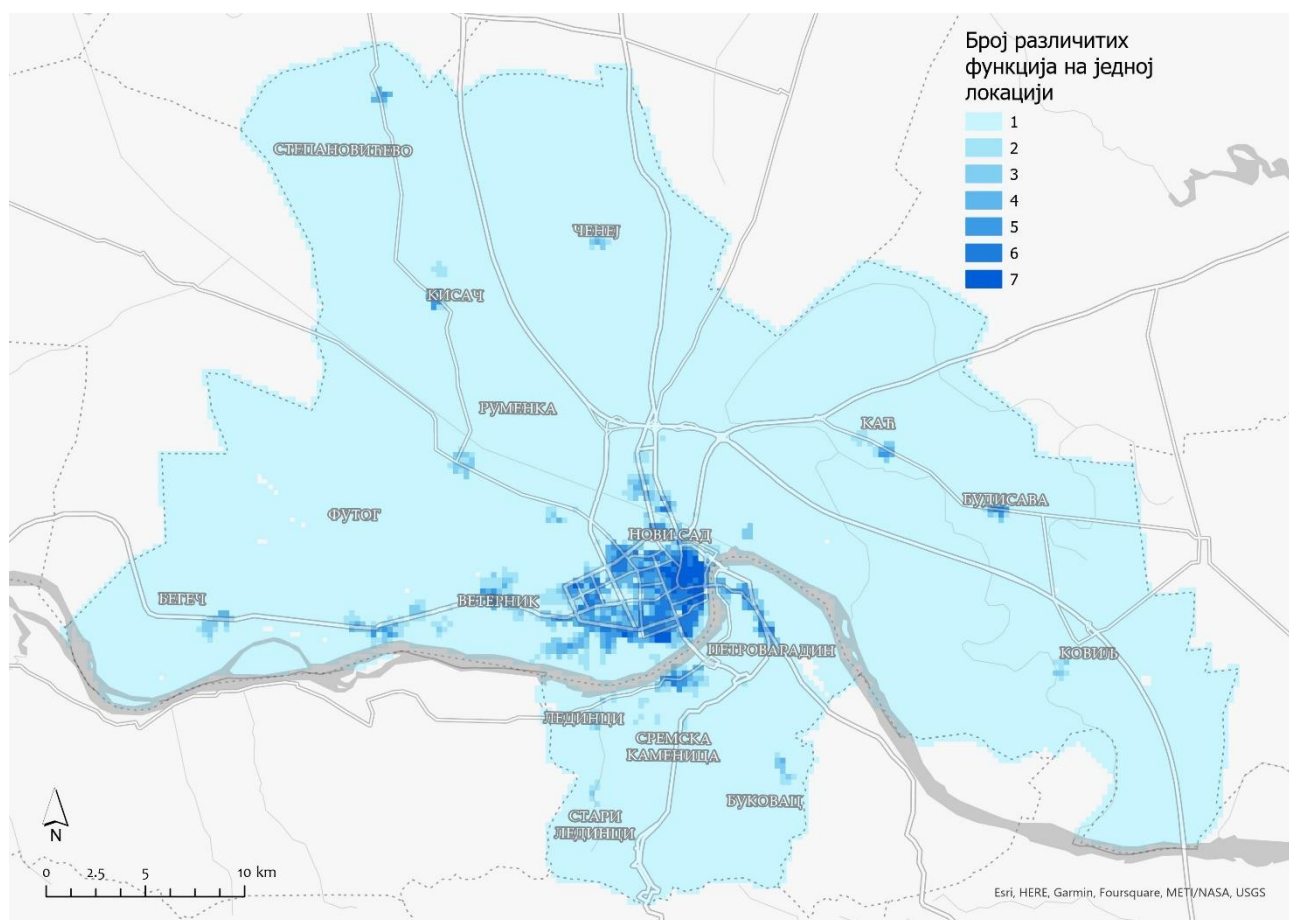 Број различитих
функција на једној
локацији
1
2
3
4
5
6
7
СТЕПАНОВИЋЕВО
ЧЕНЕЈ
КИСАЧ
РУМЕНКА
КАЋ
БУДИСАВА
ФУТОГ
НОВИ САД
БЕГЕЧ
ВЕТЕРНИК
ПЕТРОВАРАДИН
КОВИЉ
ЛЕДИНЦИ
СРЕМСКА
КАМЕНИЦА
БУКОВАЦ
СТАРИ
ЛЕДИНЦИ
N
0 2.5 5 10 km
Esri, HERE, Garmin, Foursquare, METI/NASA, USGS